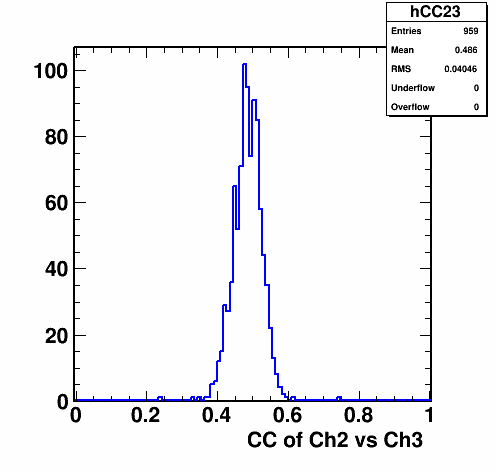 hCC23
Entries 959
Mean 0.486
RMS 0.04046
Underflow 0
Overflow 0
100
80
60
40
20
0
0 0.2 0.4 0.6 0.8 1
CC of Ch2 vs Ch3